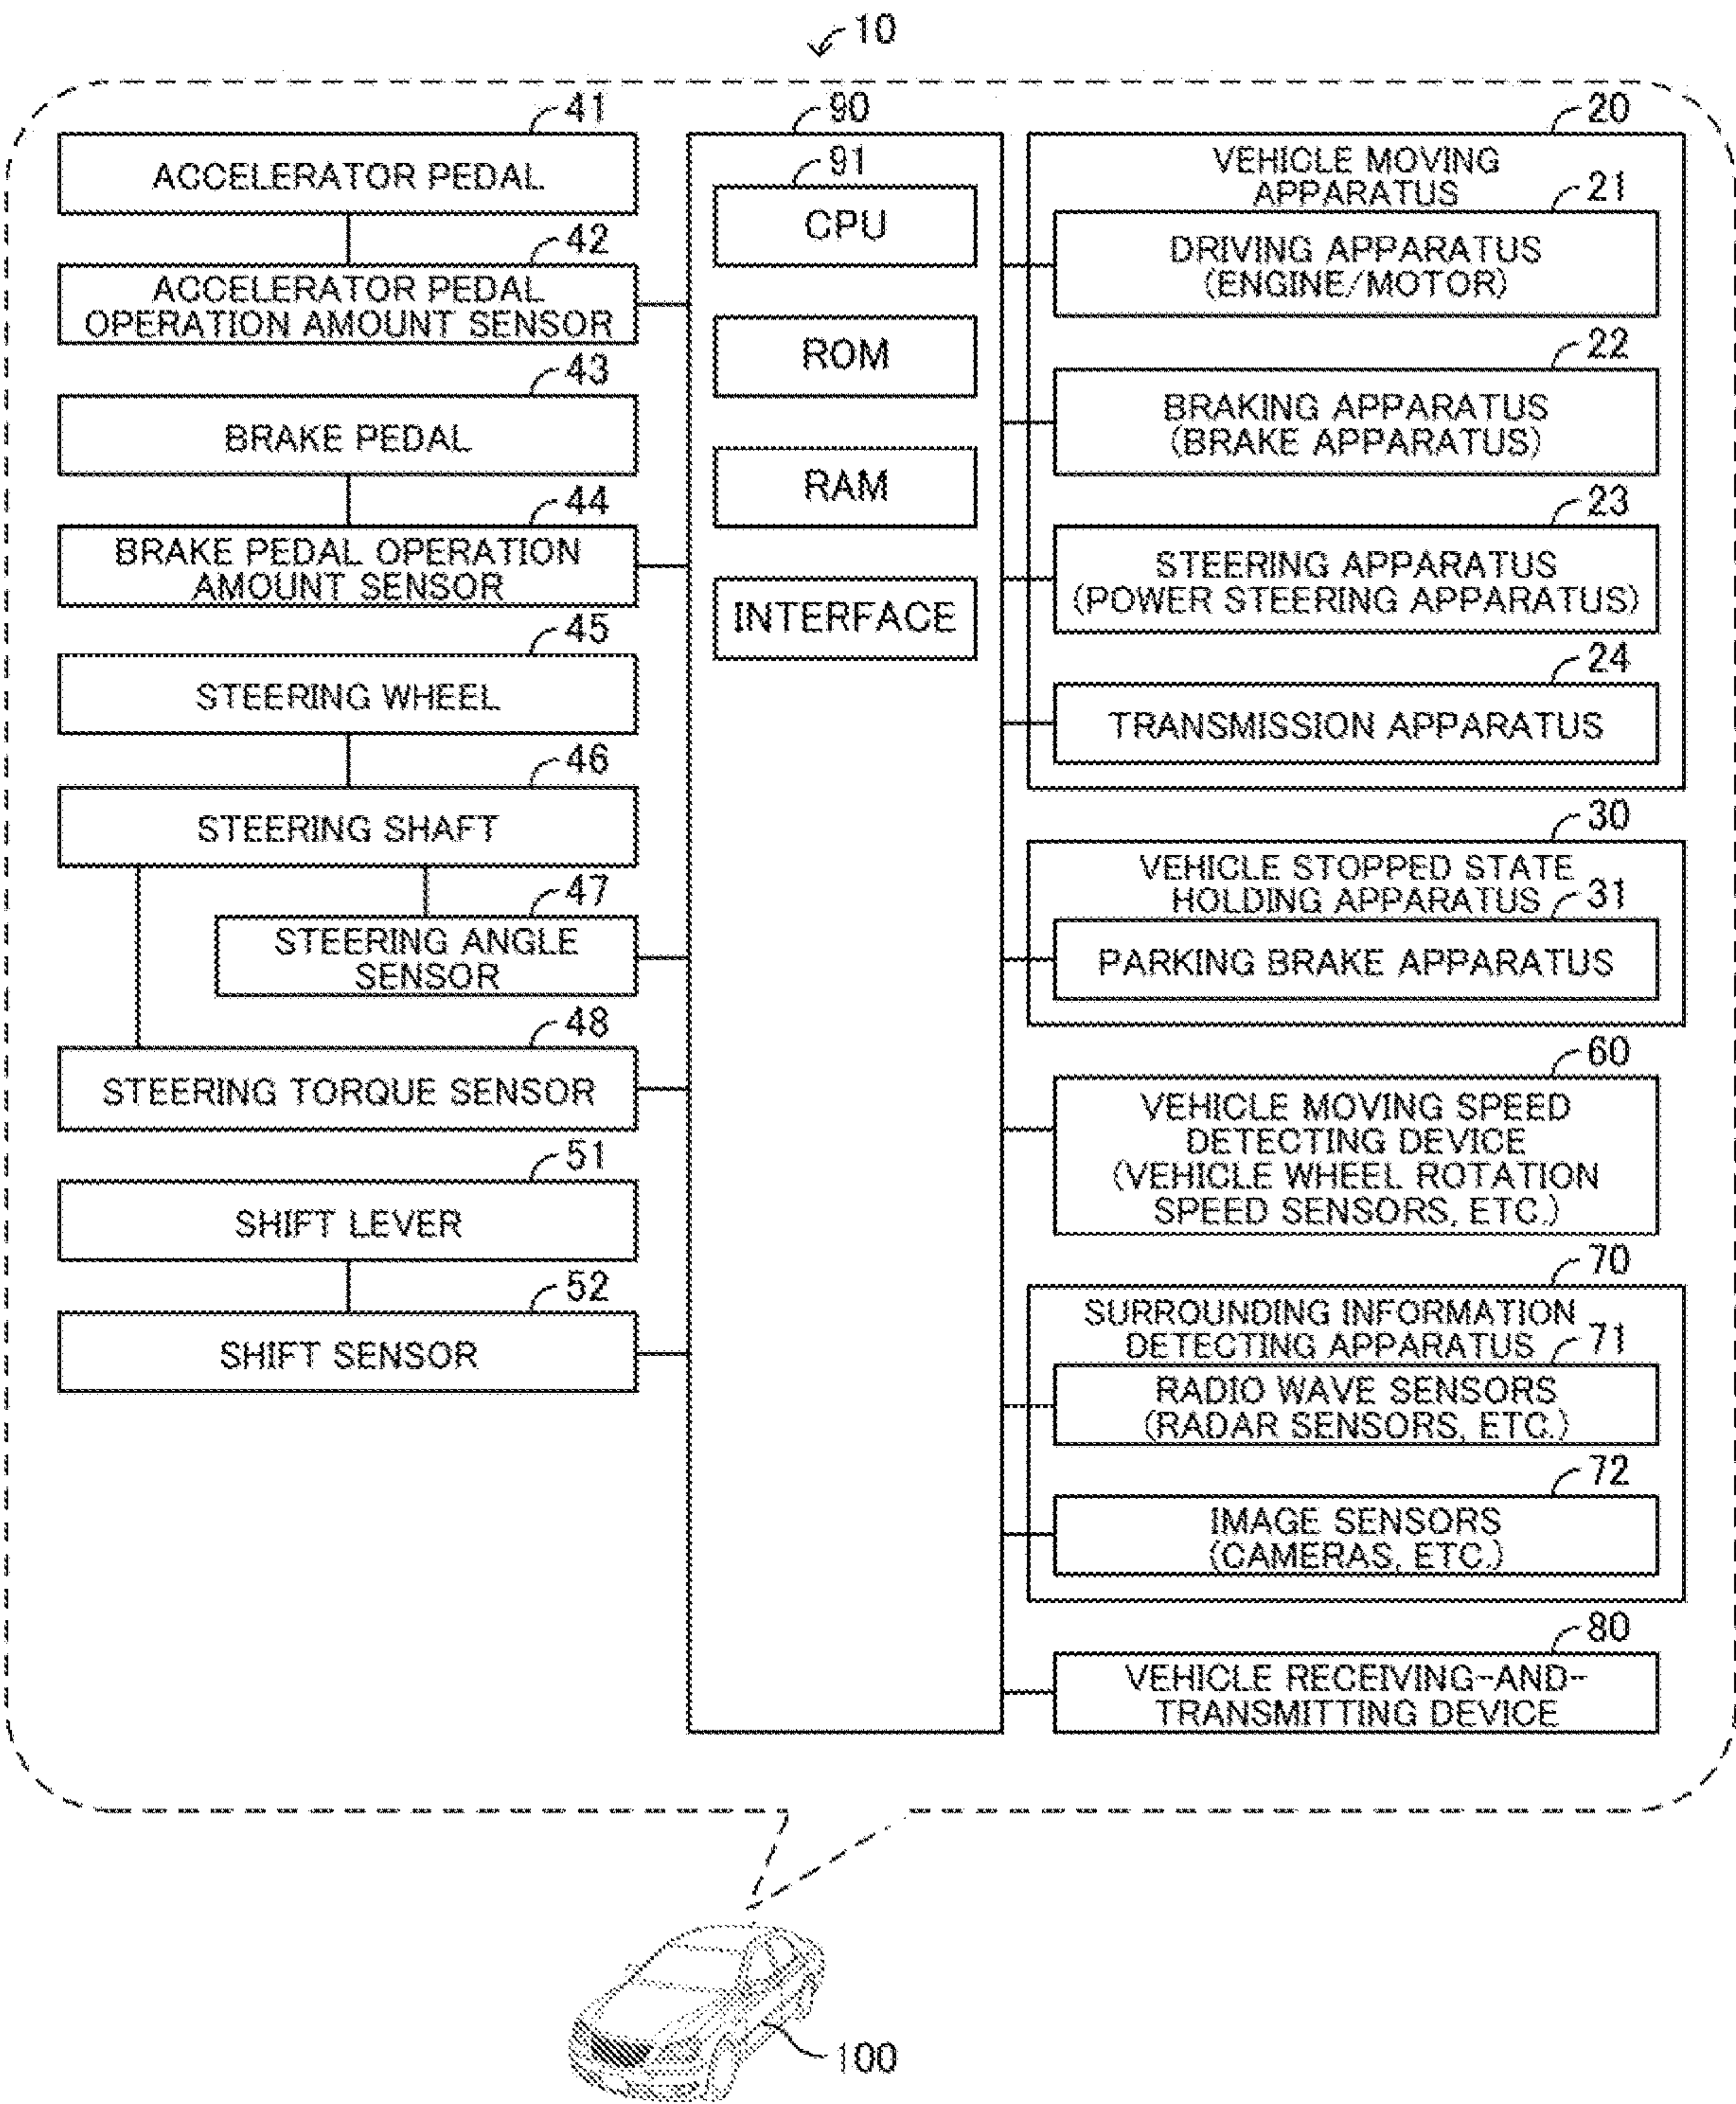 10
41
ACCELERATOR PEDAL
42
ACCELERATOR PEDAL
OPERATION AMOUNT SENSOR
43
BRAKE PEDAL
44
BRAKE PEDAL OPERATION
AMOUNT SENSOR
45
STEERING WHEEL
46
STEERING SHAFT
47
STEERING ANGLE
SENSOR
48
STEERING TORQUE SENSOR
51
SHIFT LEVER
52
SHIFT SENSOR
90
91
CPU
ROM
RAM
INTERFACE
20
VEHICLE MOVING
APPARATUS
21
DRIVING APPARATUS
(ENGINE/MOTOR)
22
BRAKING APPARATUS
(BRAKE APPARATUS)
23
STEERING APPARATUS
(POWER STEERING APPARATUS)
24
TRANSMISSION APPARATUS
30
VEHICLE STOPPED STATE
HOLDING APPARATUS
31
PARKING BRAKE APPARATUS
60
VEHICLE MOVING SPEED
DETECTING DEVICE
(VEHICLE WHEEL ROTATION
SPEED SENSORS, ETC.)
70
SURROUNDING INFORMATION
DETECTING APPARATUS
71
RADIO WAVE SENSORS
(RADAR SENSORS, ETC.)
72
IMAGE SENSORS
(CAMERAS, ETC.)
80
VEHICLE RECEIVING-AND-
TRANSMITTING DEVICE
100